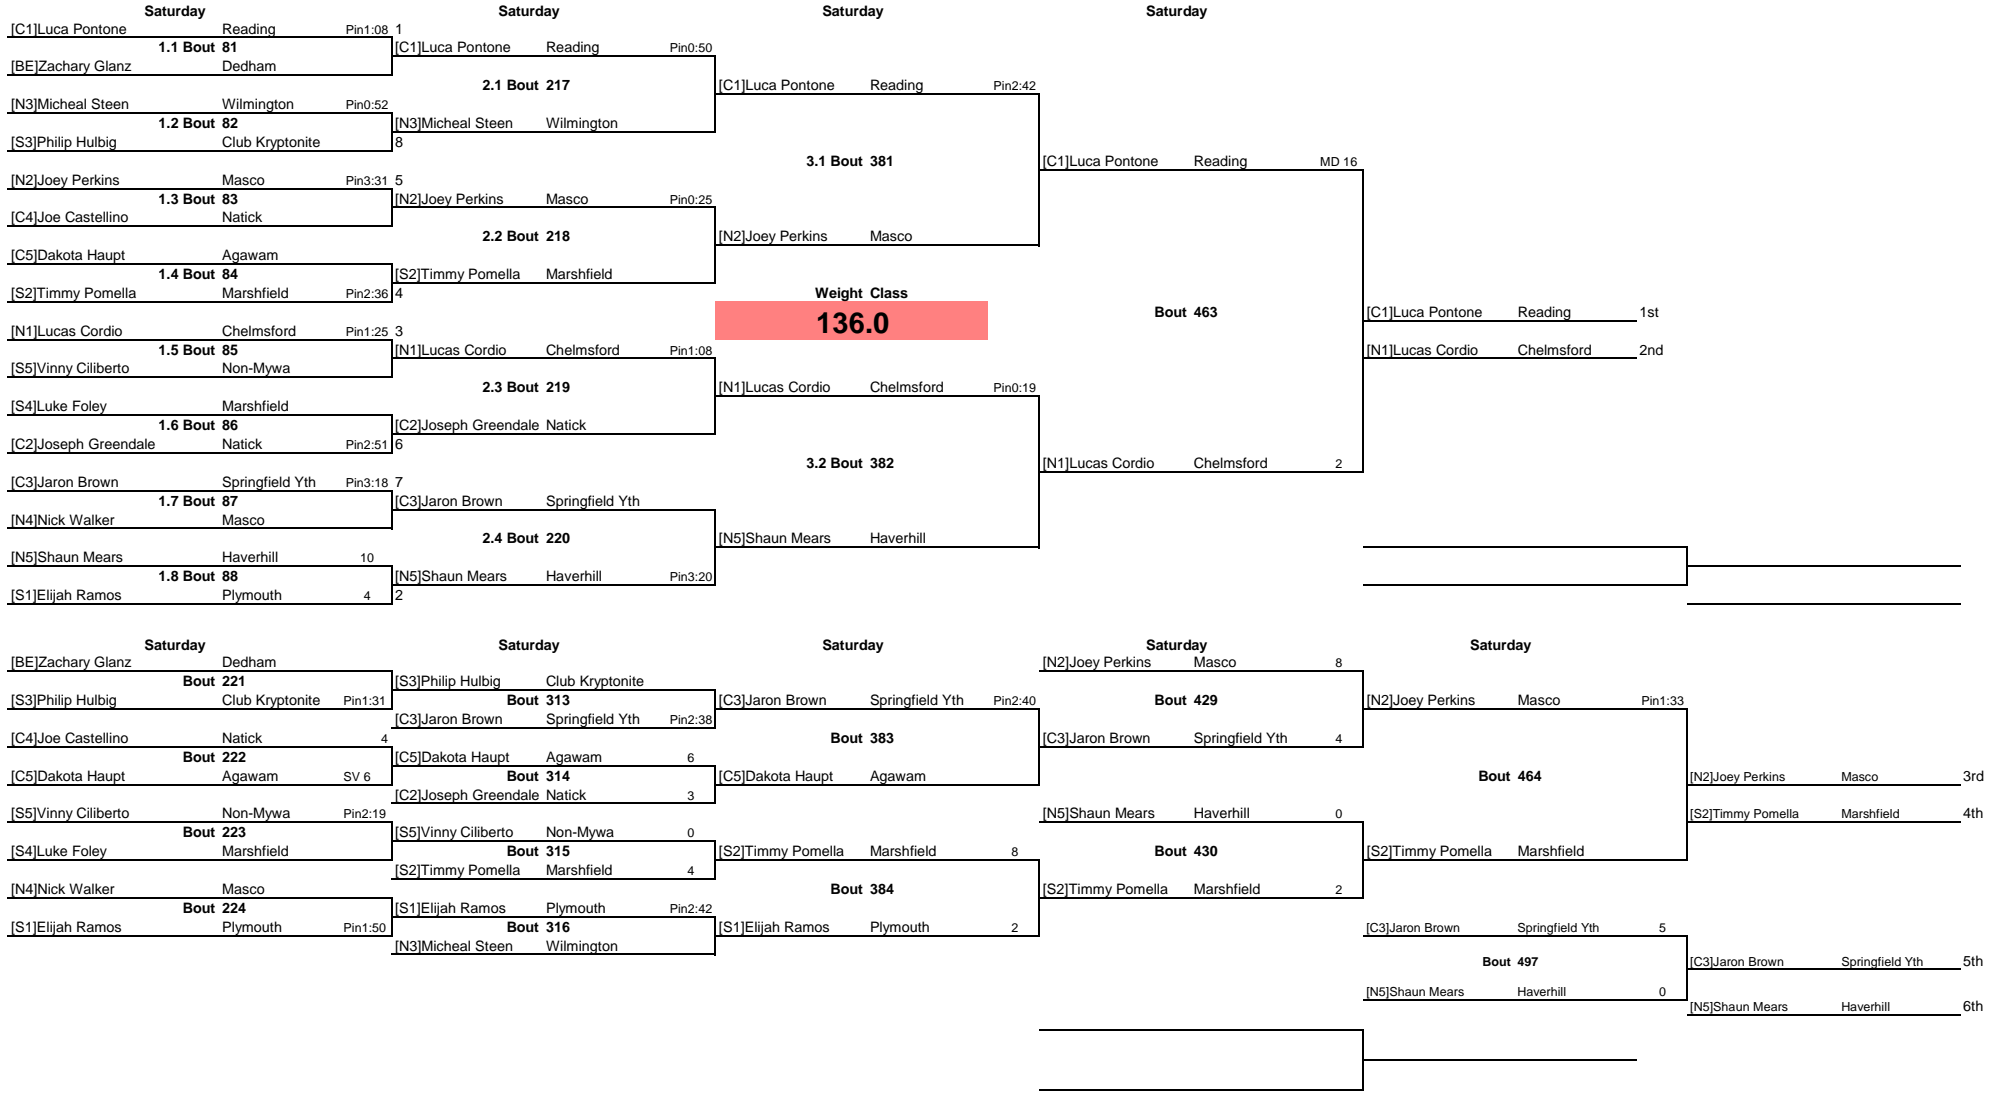 Saturday Saturday Saturday Saturday
[C1]Luca Pontone Reading Pin1:08 1
1.1 Bout 81 [C1]Luca Pontone Reading Pin0:50
[BE]Zachary Glanz Dedham
2.1 Bout 217 [C1]Luca Pontone Reading Pin2:42
[N3]Micheal Steen Wilmington Pin0:52
1.2 Bout 82 [N3]Micheal Steen Wilmington
[S3]Philip Hulbig Club Kryptonite 8
3.1 Bout 381 [C1]Luca Pontone Reading MD 16
[N2]Joey Perkins Masco Pin3:31 5
1.3 Bout 83 [N2]Joey Perkins Masco Pin0:25
[C4]Joe Castellino Natick
2.2 Bout 218 [N2]Joey Perkins Masco
[C5]Dakota Haupt Agawam
1.4 Bout 84 [S2]Timmy Pomella Marshfield
[S2]Timmy Pomella Marshfield Pin2:36 4 Weight Class
Bout 463 [C1]Luca Pontone Reading 1st
136.0
[N1]Lucas Cordio Chelmsford Pin1:25 3
1.5 Bout 85 [N1]Lucas Cordio Chelmsford Pin1:08 [N1]Lucas Cordio Chelmsford 2nd
[S5]Vinny Ciliberto Non-Mywa
2.3 Bout 219 [N1]Lucas Cordio Chelmsford Pin0:19
[S4]Luke Foley Marshfield
1.6 Bout 86 [C2]Joseph Greendale Natick
[C2]Joseph Greendale Natick Pin2:51 6
3.2 Bout 382 [N1]Lucas Cordio Chelmsford 2
[C3]Jaron Brown Springfield Yth Pin3:18 7
1.7 Bout 87 [C3]Jaron Brown Springfield Yth
[N4]Nick Walker Masco
2.4 Bout 220 [N5]Shaun Mears Haverhill
[N5]Shaun Mears Haverhill 10
1.8 Bout 88 [N5]Shaun Mears Haverhill Pin3:20
[S1]Elijah Ramos Plymouth 4 2
Saturday Saturday Saturday Saturday Saturday
[BE]Zachary Glanz Dedham [N2]Joey Perkins Masco 8
Bout 221 [S3]Philip Hulbig Club Kryptonite
[S3]Philip Hulbig Club Kryptonite Pin1:31 Bout 313 [C3]Jaron Brown Springfield Yth Pin2:40 Bout 429 [N2]Joey Perkins Masco Pin1:33
[C3]Jaron Brown Springfield Yth Pin2:38
[C4]Joe Castellino Natick 4 Bout 383 [C3]Jaron Brown Springfield Yth 4
Bout 222 [C5]Dakota Haupt Agawam 6
[C5]Dakota Haupt Agawam SV 6 Bout 314 [C5]Dakota Haupt Agawam Bout 464 [N2]Joey Perkins Masco 3rd
[C2]Joseph Greendale Natick 3
[S5]Vinny Ciliberto Non-Mywa Pin2:19 [N5]Shaun Mears Haverhill 0 [S2]Timmy Pomella Marshfield 4th
Bout 223 [S5]Vinny Ciliberto Non-Mywa 0
[S4]Luke Foley Marshfield Bout 315 [S2]Timmy Pomella Marshfield 8 Bout 430 [S2]Timmy Pomella Marshfield
[S2]Timmy Pomella Marshfield 4
[N4]Nick Walker Masco Bout 384 [S2]Timmy Pomella Marshfield 2
Bout 224 [S1]Elijah Ramos Plymouth Pin2:42
[S1]Elijah Ramos Plymouth Pin1:50 Bout 316 [S1]Elijah Ramos Plymouth 2 [C3]Jaron Brown Springfield Yth 5
[N3]Micheal Steen Wilmington
Bout 497 [C3]Jaron Brown Springfield Yth 5th
[N5]Shaun Mears Haverhill 0
[N5]Shaun Mears Haverhill 6th